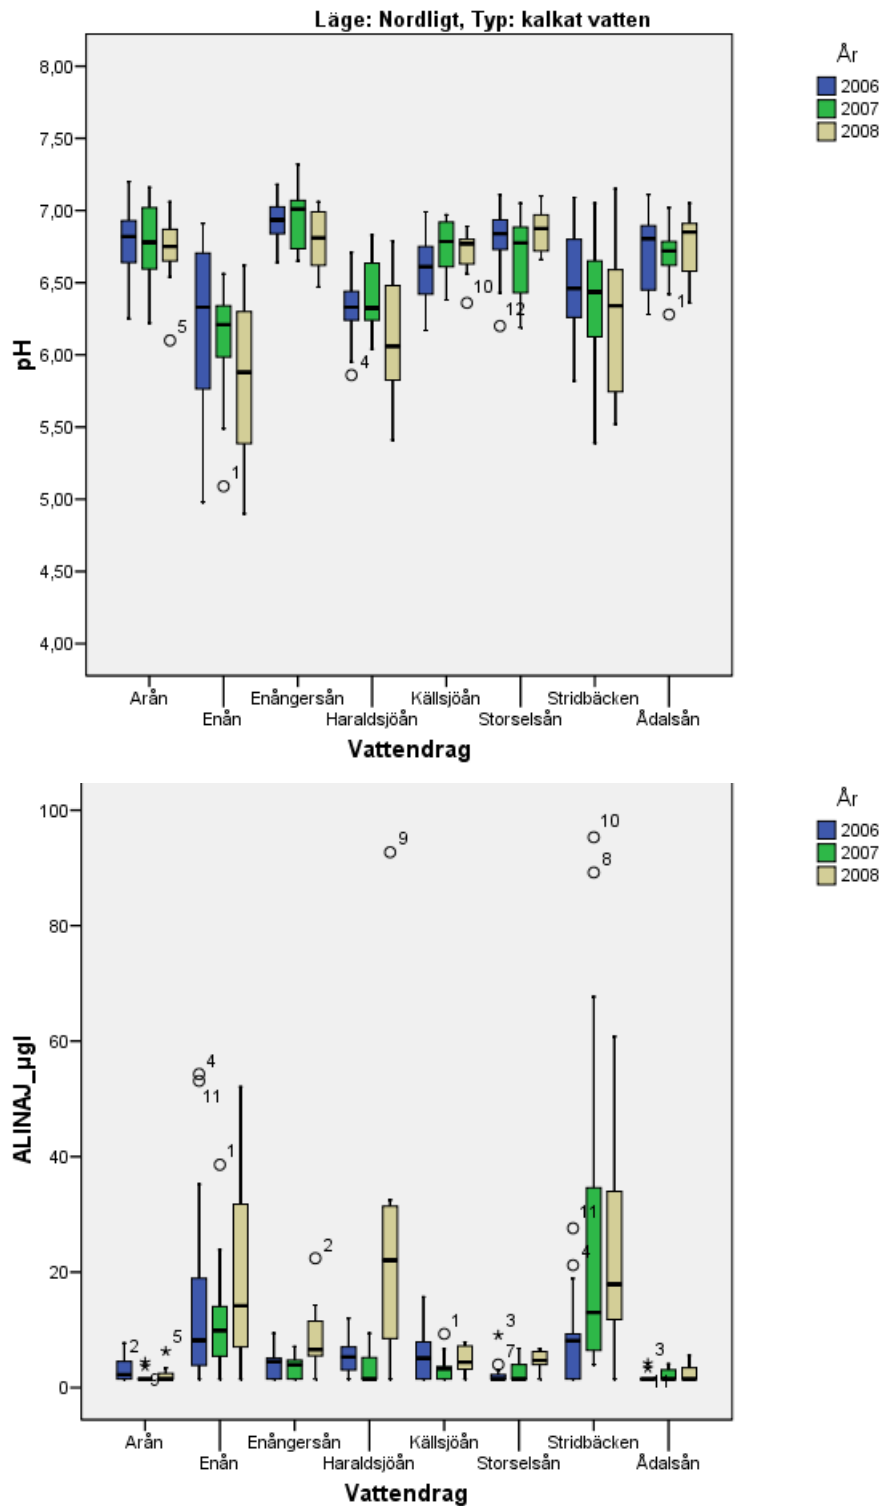 Läge: Nordligt, Typ: kalkat vatten
År
2006
2007
2008
8,00
7,50
7,00
6,50
6,00
5,50
5,00
4,50
4,00
pH
5
1
4
10
12
1
Arån
Enån
Enångersån
Haraldsjöån
Källsjöån
Storselsån
Stridbäcken
Ådalsån
Vattendrag
År
2006
2007
2008
100
80
60
40
20
0
ALINAJ_µgl
2
5
9
4
11
1
2
9
1
3
7
11
4
10
8
3
Arån
Enån
Enångersån
Haraldsjöån
Källsjöån
Storselsån
Stridbäcken
Ådalsån
Vattendrag